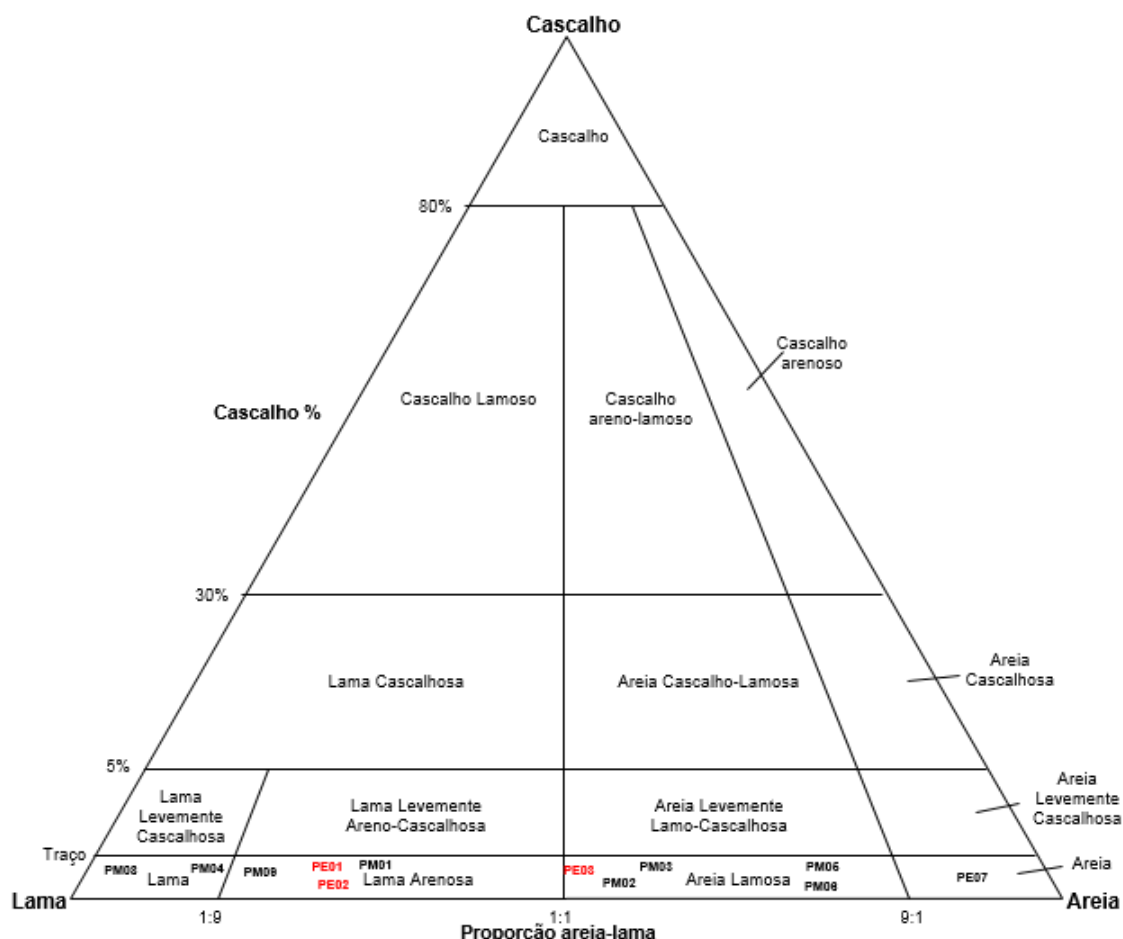 Cascalho
Cascalho
80%
Cascalho
arenoso
Cascalho %
Cascalho Lamoso
Cascalho
areno-lamoso
30%
Lama Cascalhosa
Areia Cascalho-Lamosa
Areia
Cascalhosa
5%
Lama
Levemente
Cascalhosa
Lama Levemente
Areno-Cascalhosa
Areia Levemente
Lamo-Cascalhosa
Areia
Levemente
Cascalhosa
Traço
PM08
PM04
PM09
PE01
PM01
PE08
PM03
PM05
Areia
Lama
PE02
Lama Arenosa
PM02
Areia Lamosa
PM06
PE07
Lama
Areia
1:9
1:1
9:1
Proporção areia-lama